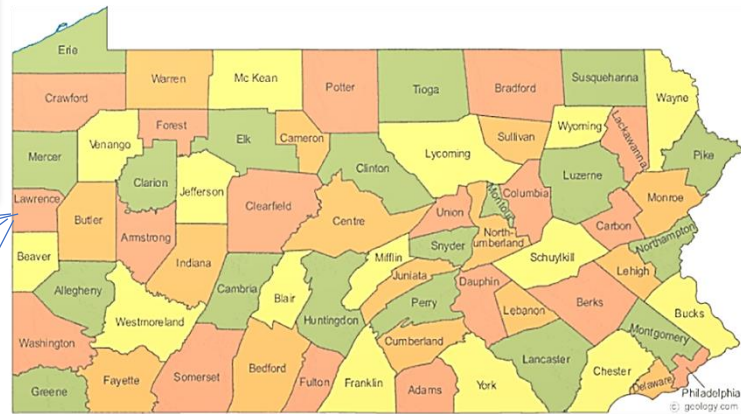 Erie
Warren
Mc Kean
Potter
Tioga
Bradford
Susquehanna
Wayne
Crawford
Forest
Elk
Cameron
Sullivan
Wyoming
Lackawanna
Pike
Mercer
Venango
Clarion
Jefferson
Clearfield
Clinton
Lycoming
Luzerne
Monroe
Lawrence
Butler
Armstrong
Centre
Union
Montour
Columbia
Carbon
Northampton
Beaver
Indiana
Mifflin
Snyder
North-
umberland
Schuylkill
Lehigh
Allegheny
Cambria
Blair
Huntingdon
Juniata
Perry
Dauphin
Lebanon
Berks
Bucks
Westmoreland
Washington
Cumberland
Lancaster
Montgomery
Greene
Fayette
Somerset
Bedford
Fulton
Franklin
Adams
York
Chester
Delaware
Philadelphia
© geology.com